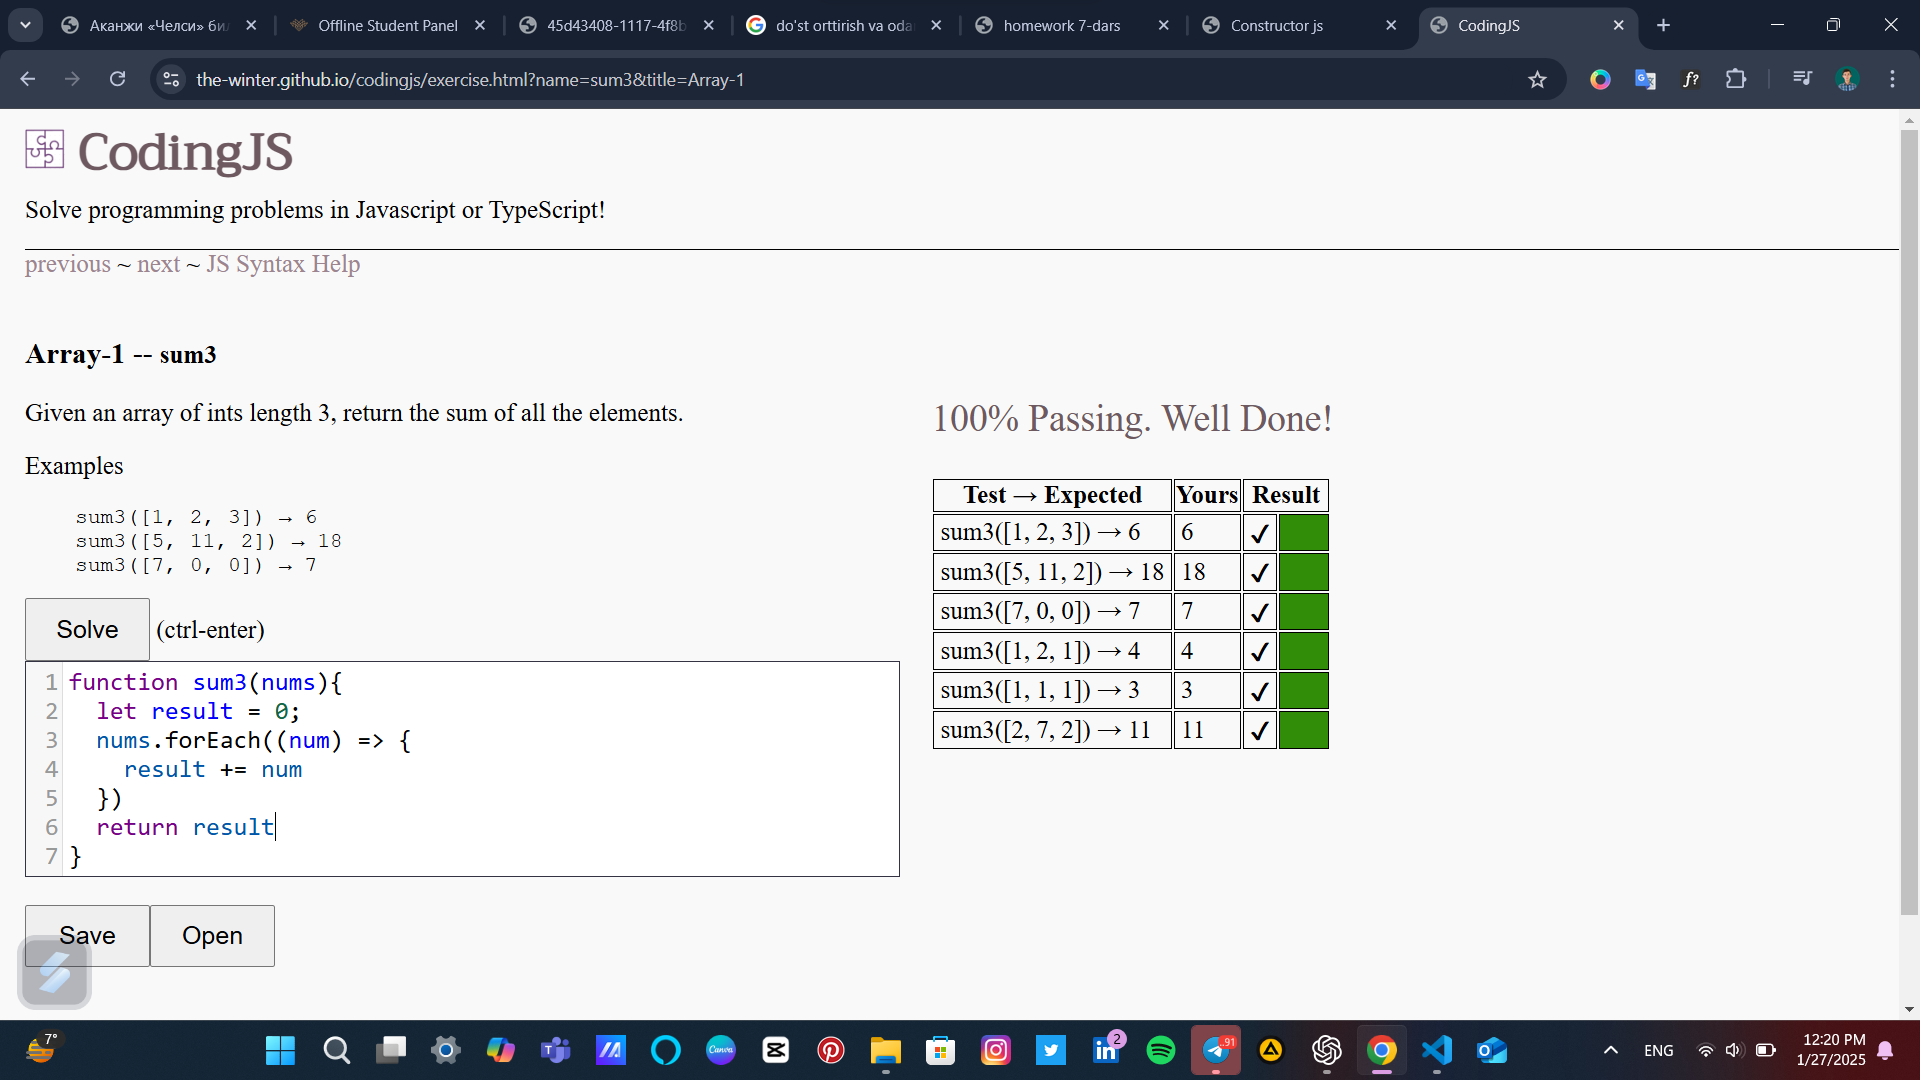 Аканжи «Челси» би
Offline Student Panel
45d43408-1117-4f8b
do'st orttirish va oda
homework 7-dars
Constructor js
CodingJS
the-winter.github.io/codingjs/exercise.html?name=sum3&title=Array-1
f?
CodingJS
Solve programming problems in Javascript or TypeScript!
previous ~ next ~ JS Syntax Help
Array-1 -- sum3
Given an array of ints length 3, return the sum of all the elements.
Examples
sum3([1, 2, 3]) → 6
sum3([5, 11, 2]) → 18
sum3([7, 0, 0]) → 7
Solve (ctrl-enter)
1 function sum3(nums){
2 let result = 0;
3 nums.forEach((num) => {
4 result += num
5 })
6 return result
7 }
Save Open
100% Passing. Well Done!
Test → Expected Yours Result
sum3([1, 2, 3]) → 6 6 ✓
sum3([5, 11, 2]) → 18 18 ✓
sum3([7, 0, 0]) → 7 7 ✓
sum3([1, 2, 1]) → 4 4 ✓
sum3([1, 1, 1]) → 3 3 ✓
sum3([2, 7, 2]) → 11 11 ✓
7°
Canva
in
2
..91
ENG
12:20 PM
1/27/2025